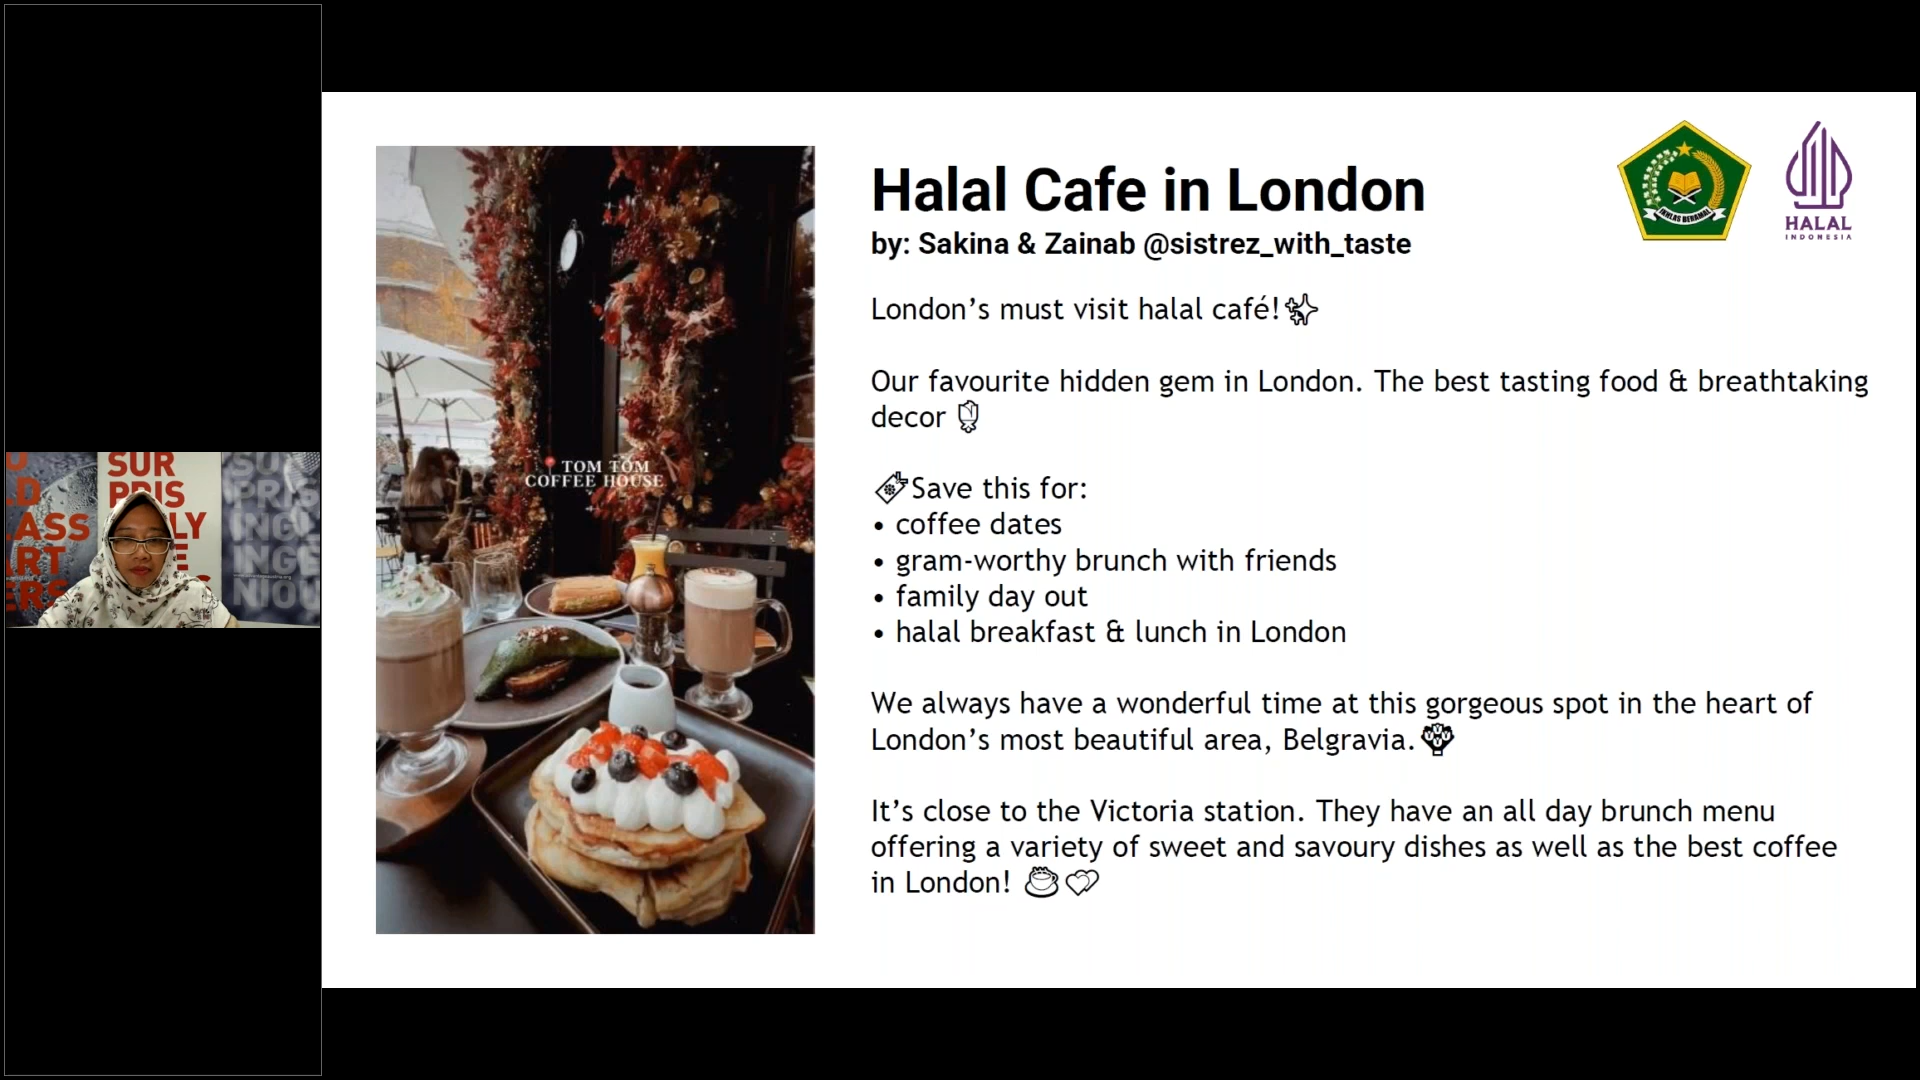 Halal Cafe in London
by: Sakina & Zainab @sistrez_with_taste
IKHLAS BERAMAL
HALAL
INDONESIA
London’s must visit halal café!
Our favourite hidden gem in London. The best tasting food & breathtaking
decor
Save this for:
• coffee dates
• gram-worthy brunch with friends
• family day out
• halal breakfast & lunch in London
We always have a wonderful time at this gorgeous spot in the heart of
London’s most beautiful area, Belgravia.
It’s close to the Victoria station. They have an all day brunch menu
offering a variety of sweet and savoury dishes as well as the best coffee
in London!
TOM TOM
COFFEE HOUSE
SUR
PRIS